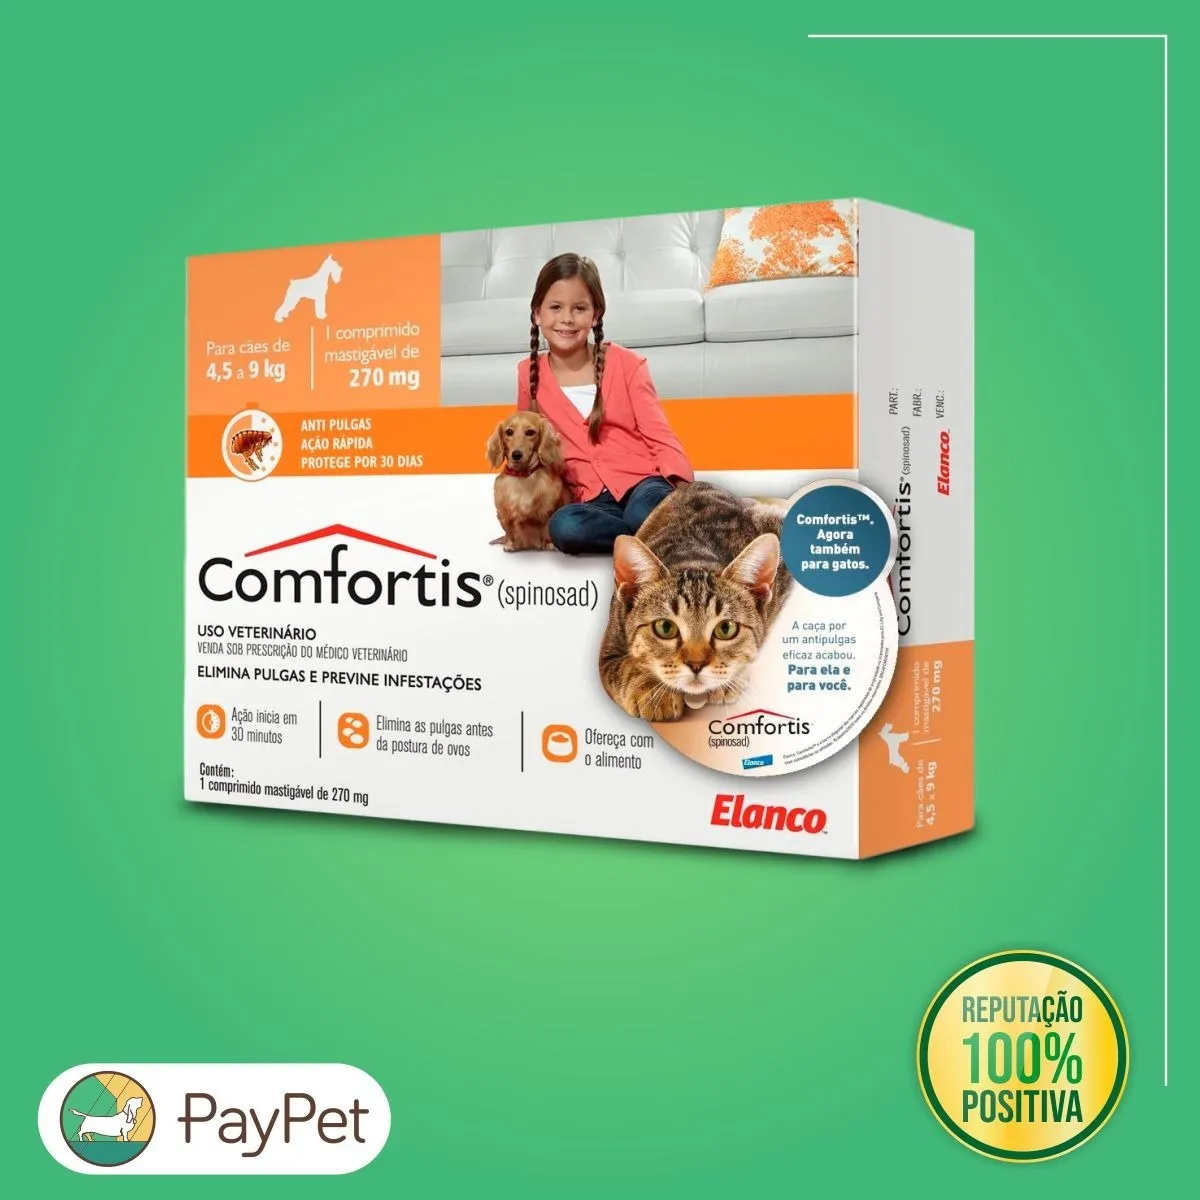 Para cães de
4,5 a 9 kg
1 comprimido
mastigável de
270 mg
ANTI PULGAS
AÇÃO RÁPIDA
PROTEGE POR 30 DIAS
Comfortis® (spinosad)
USO VETERINÁRIO
VENDA SOB PRESCRIÇÃO DO MÉDICO VETERINÁRIO
ELIMINA PULGAS E PREVINE INFESTAÇÕES
Ação inicia em
30 minutos
Elimina as pulgas antes
da postura de ovos
Ofereça com
o alimento
Contém:
1 comprimido mastigável de 270 mg
Comfortis™.
Agora
também
para gatos.
A caça por
um antipulgas
eficaz acabou.
Para ela e
para você.
Comfortis
(spinosad)
Elanco
Elanco
PART.:
FABR.:
VENC.:
Comfortis® (spinosad)
Elanco
1 comprimido
mastigável de
270 mg
Para cães de
4,5 a 9 kg
PayPet
REPUTAÇÃO
100%
POSITIVA